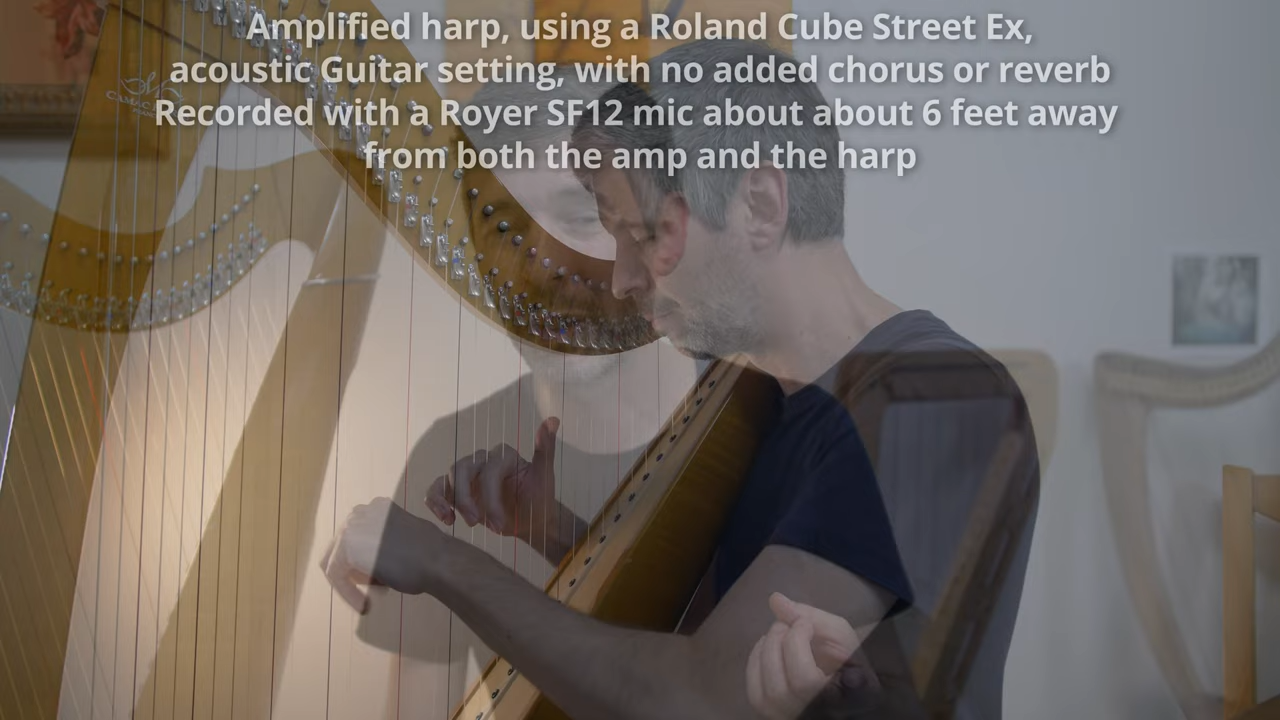 Amplified harp, using a Roland Cube Street Ex,
acoustic Guitar setting, with no added chorus or reverb
Recorded with a Royer SF12 mic about about 6 feet away
from both the amp and the harp